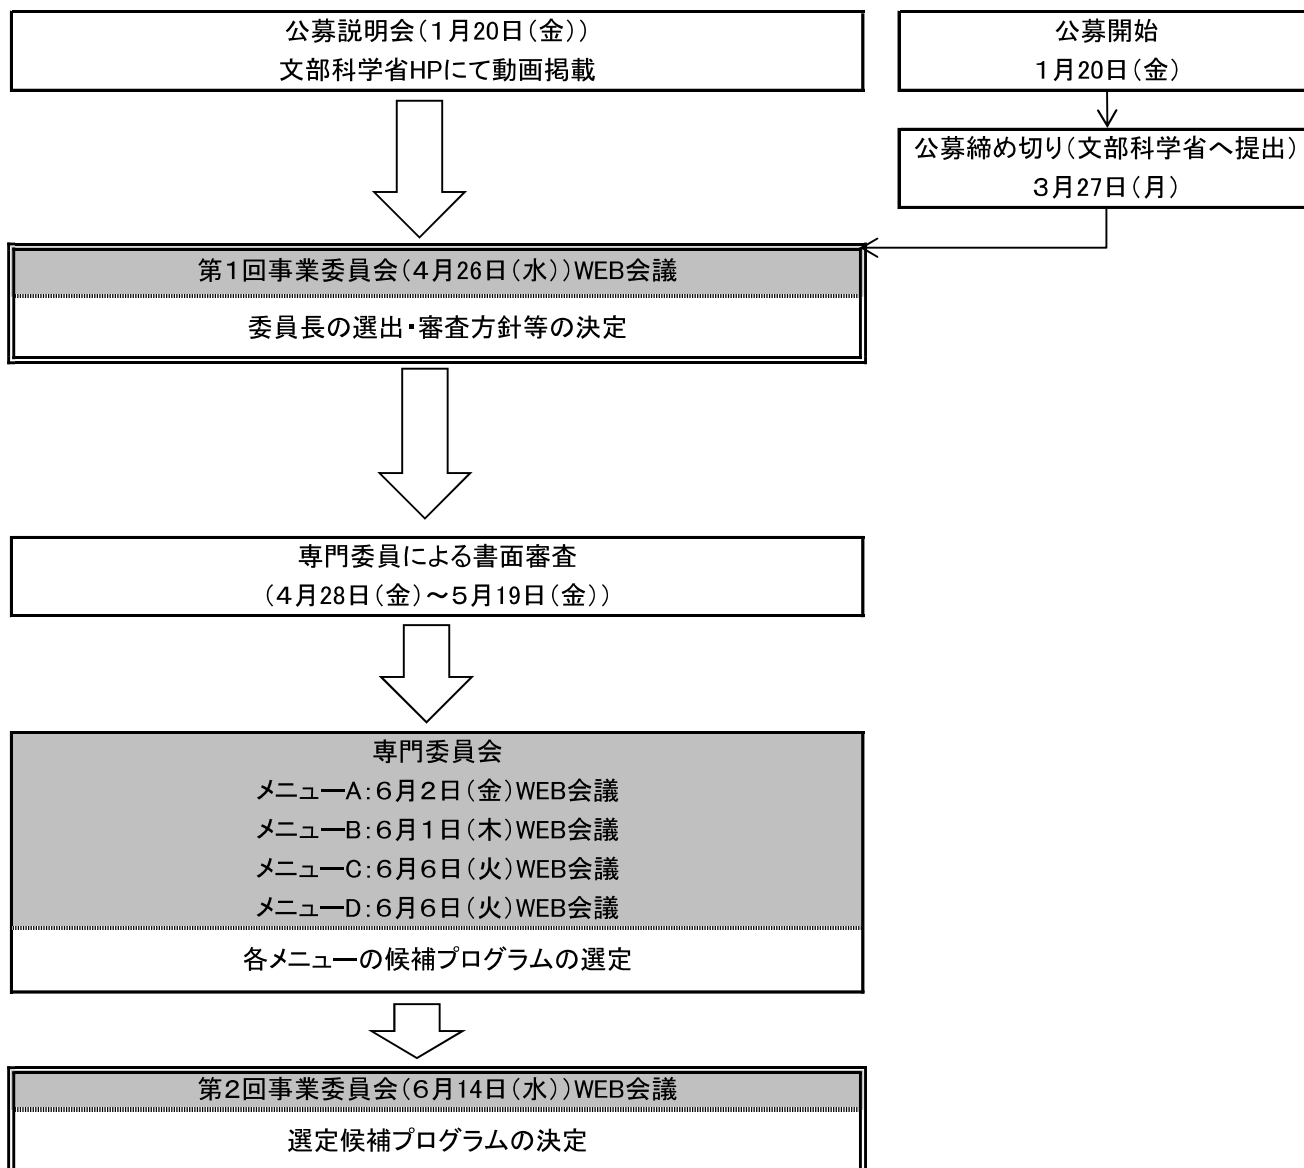 公募説明会(１月20日(金))
文部科学省HPにて動画掲載
公募開始
１月20日(金)
公募締め切り(文部科学省へ提出)
３月27日(月)
第１回事業委員会(４月26日(水))WEB会議
委員長の選出・審査方針等の決定
専門委員による書面審査
(４月28日(金)～５月19日(金))
専門委員会
メニューA:６月２日(金)WEB会議
メニューB:６月１日(木)WEB会議
メニューC:６月６日(火)WEB会議
メニューD:６月６日(火)WEB会議
各メニューの候補プログラムの選定
第２回事業委員会(６月14日(水))WEB会議
選定候補プログラムの決定